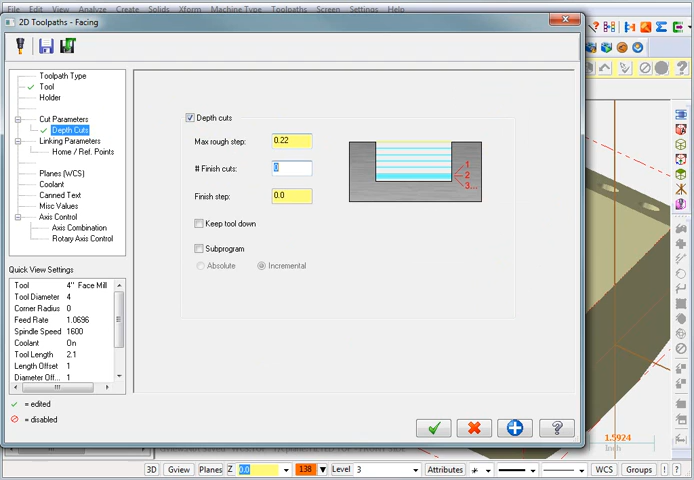 File Edit View Analyze Create Solids Xform Machine Type Toolpaths Screen Settings Help
2D Toolpaths - Facing
Toolpath Type
Tool
Holder
Cut Parameters
Depth Cuts
Linking Parameters
Home / Ref. Points
Planes (WCS)
Coolant
Canned Text
Misc Values
Axis Control
Axis Combination
Rotary Axis Control
Depth cuts
Max rough step: 0.22
# Finish cuts: 0
Finish step: 0.0
Keep tool down
Subprogram
Absolute Incremental
1
2
3...
Quick View Settings
Tool 4'' Face Mill
Tool Diameter 4
Corner Radius 0
Feed Rate 1.0696
Spindle Speed 1600
Coolant On
Tool Length 2.1
Length Offset 1
Diameter Off... 1
= edited
= disabled
1.5924
Inch
3D Gview Planes Z 0.0 138 Level 3 Attributes WCS Groups ?